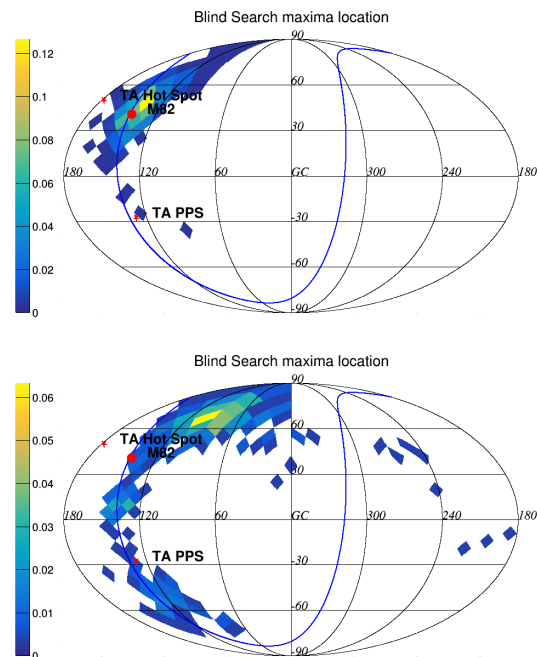 Blind Search maxima location
90
0.12
60
TA Hot Spot
0.1
M82
30
0.08
180 120 60 GC 300 240 180
0.06
TA PPS
-30
0.04
-60
0.02
0
-90
Blind Search maxima location
90
0.06
60
0.05
TA Hot Spot
M82
30
0.04
180 120 60 GC 300 240 180
0.03
TA PPS
-30
0.02
-60
0.01
0
-90